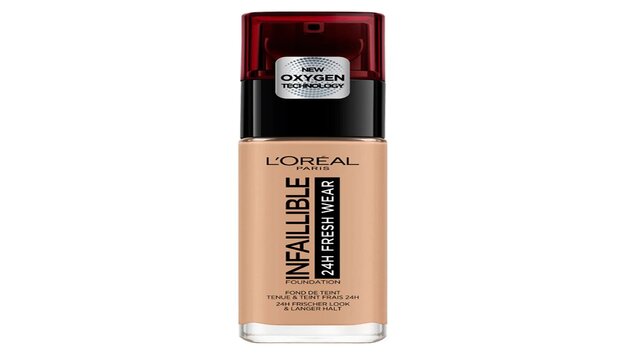 NEW
OXYGEN
TECHNOLOGY
L'ORÉAL
PARIS
INFAILLIBLE
24H FRESH WEAR
FOUNDATION
FOND DE TEINT
TENUE & TEINT FRAIS 24H
24H FRISCHER LOOK
& LANGER HALT